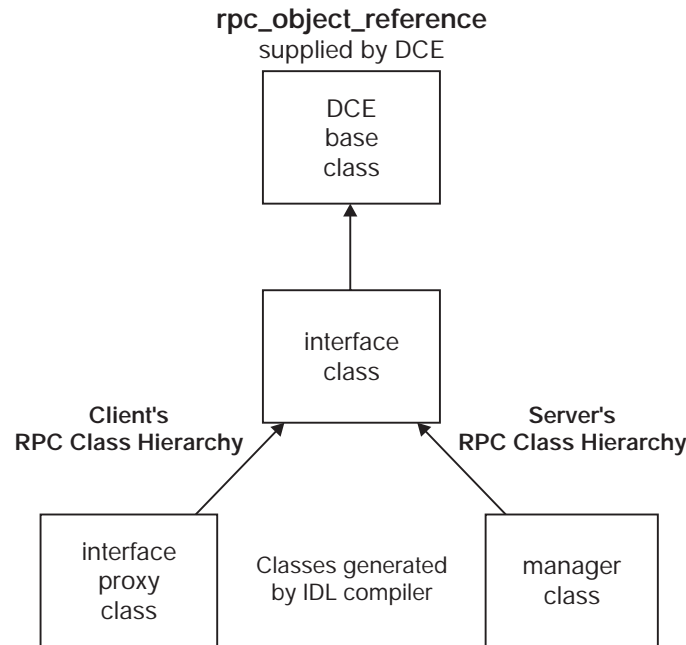 rpc_object_reference
supplied by DCE
DCE
base
class
interface
class
Client's
RPC Class Hierarchy
Server's
RPC Class Hierarchy
interface
proxy
class
Classes generated
by IDL compiler
manager
class